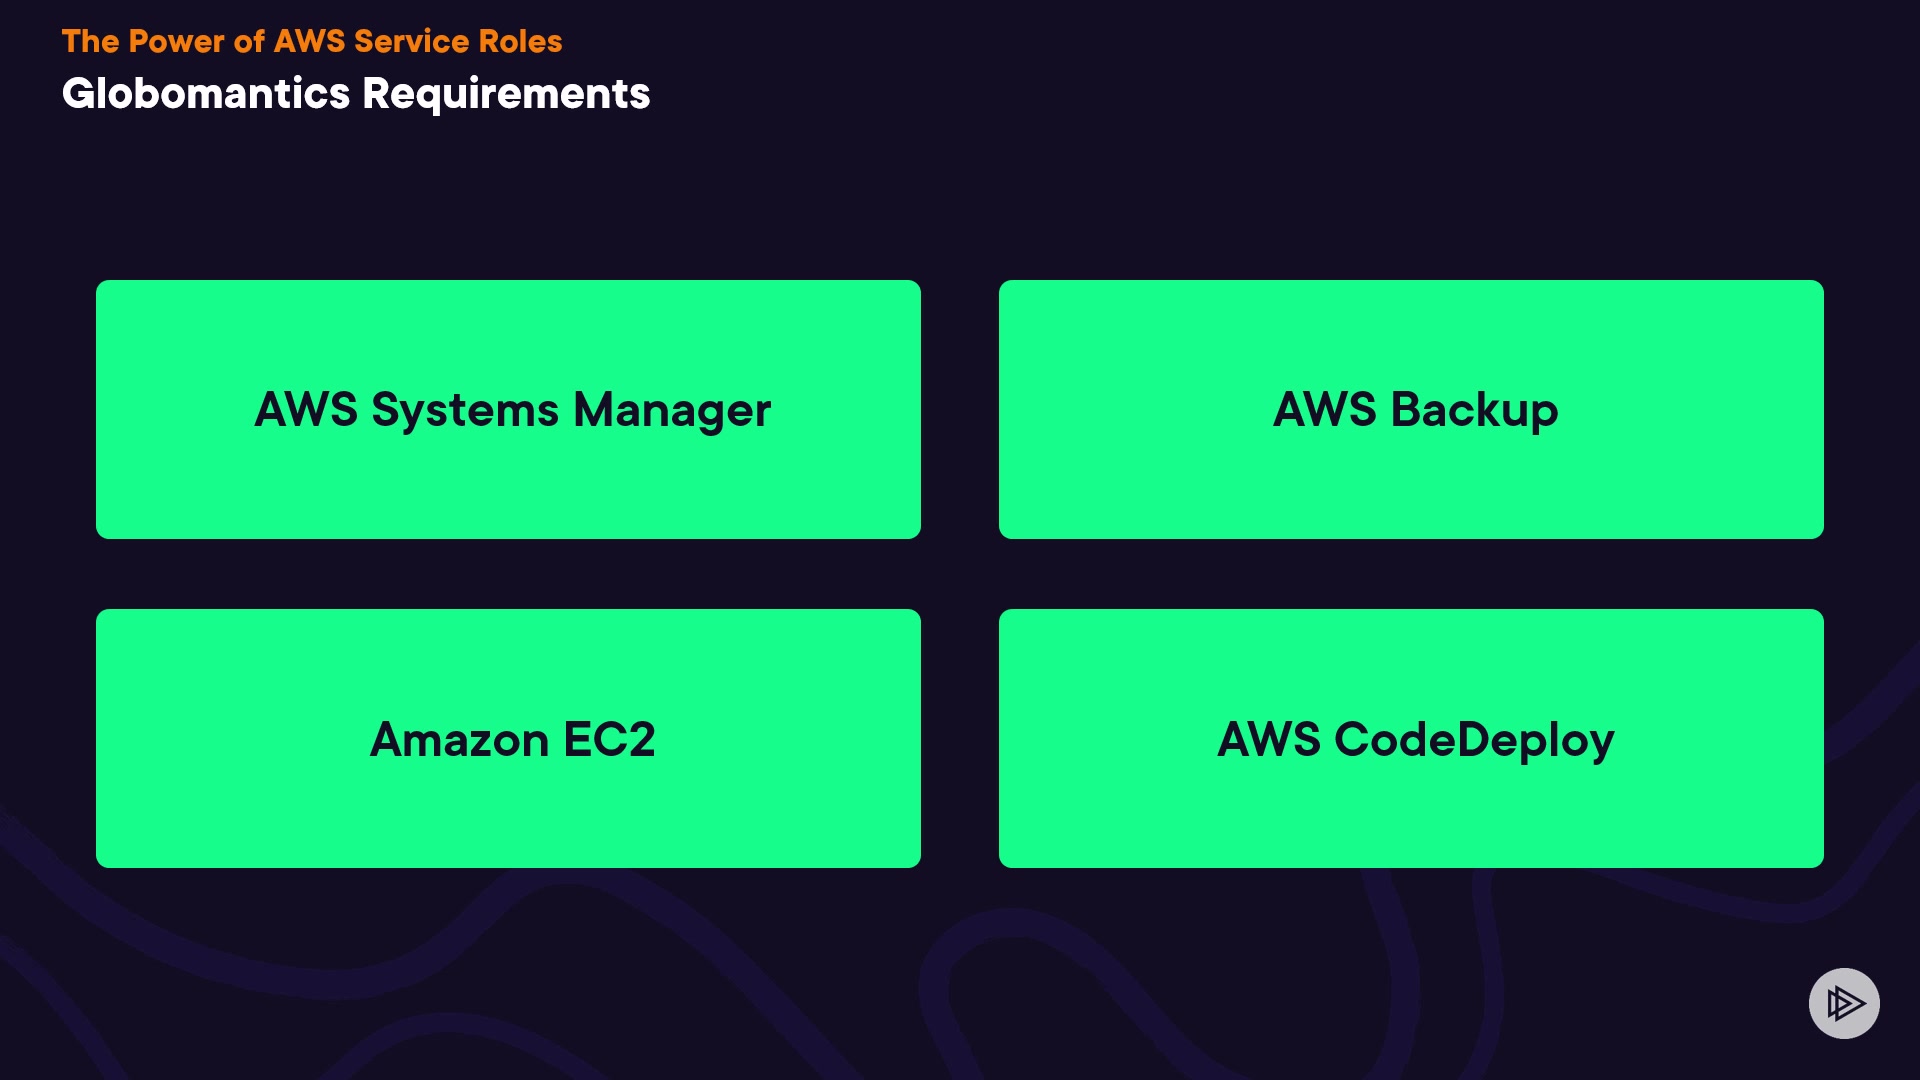 The Power of AWS Service Roles
Globomantics Requirements
AWS Systems Manager
AWS Backup
Amazon EC2
AWS CodeDeploy